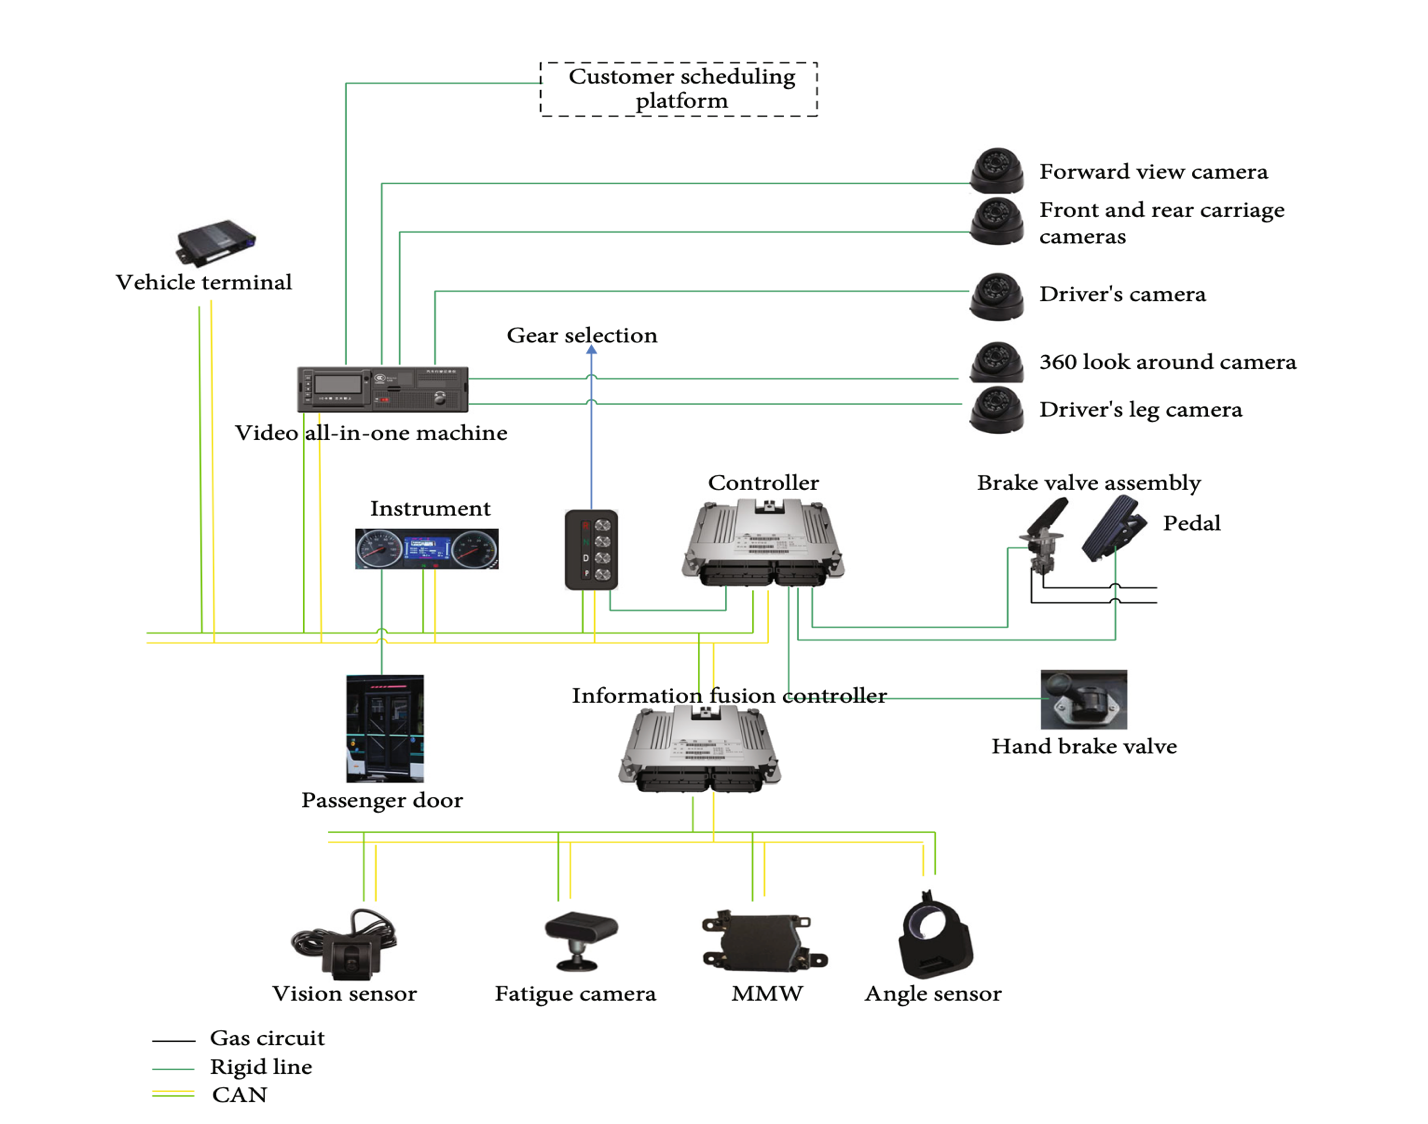 Customer scheduling
platform
Forward view camera
Front and rear carriage
cameras
Vehicle terminal
Driver's camera
Gear selection
360 look around camera
Driver's leg camera
Video all-in-one machine
Controller
Brake valve assembly
Instrument
Pedal
D
P
Information fusion controller
Hand brake valve
Passenger door
Vision sensor
Fatigue camera
MMW
Angle sensor
Gas circuit
Rigid line
CAN